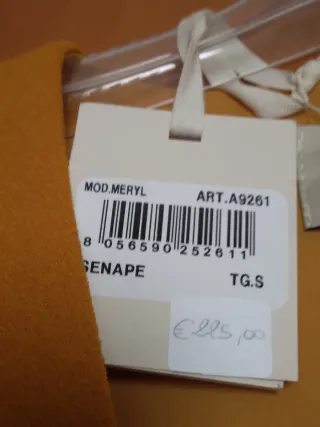 MOD.MERYL ART.A9261
8 056590 252611
SENAPE TG.S
€225,00